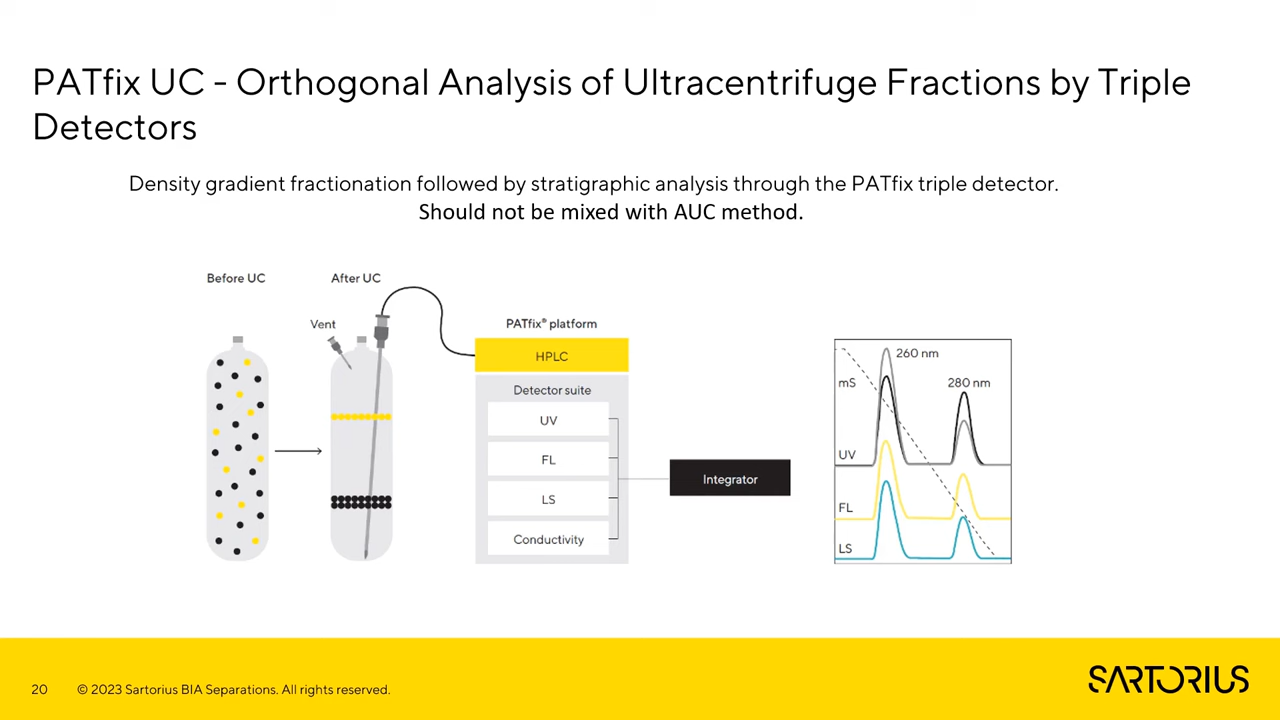 PATfix UC - Orthogonal Analysis of Ultracentrifuge Fractions by Triple
Detectors
Density gradient fractionation followed by stratigraphic analysis through the PATfix triple detector.
Should not be mixed with AUC method.
Before UC
After UC
Vent
PATfix® platform
HPLC
Detector suite
UV
FL
LS
Conductivity
Integrator
260 nm
mS
280 nm
UV
FL
LS
20
© 2023 Sartorius BIA Separations. All rights reserved.
SARTORIUS